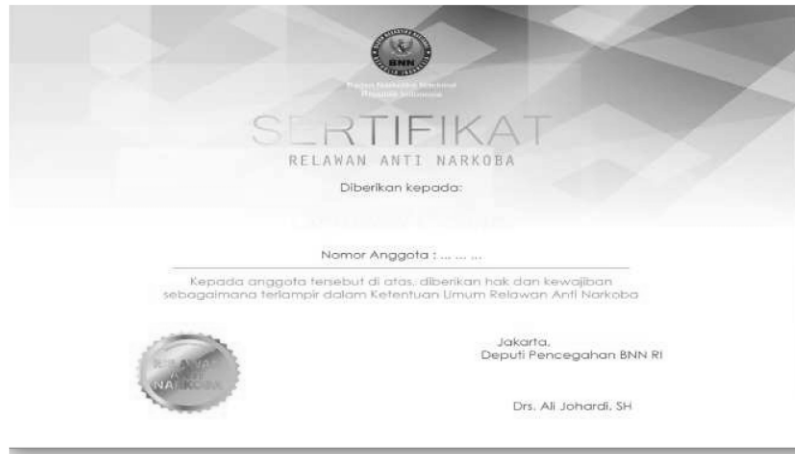 BNN
Badan Narkotika Nasional
Republik Indonesia
SERTIFIKAT
RELAWAN ANTI NARKOBA
Diberikan kepada:
Nomor Anggota : ... ... ...
Kepada anggota tersebut di atas, diberikan hak dan kewajiban
sebagaimana terlampir dalam Ketentuan Umum Relawan Anti Narkoba
RELAWAN
ANTI
NARKOBA
Jakarta,
Deputi Pencegahan BNN RI
Drs. Ali Johardi, SH